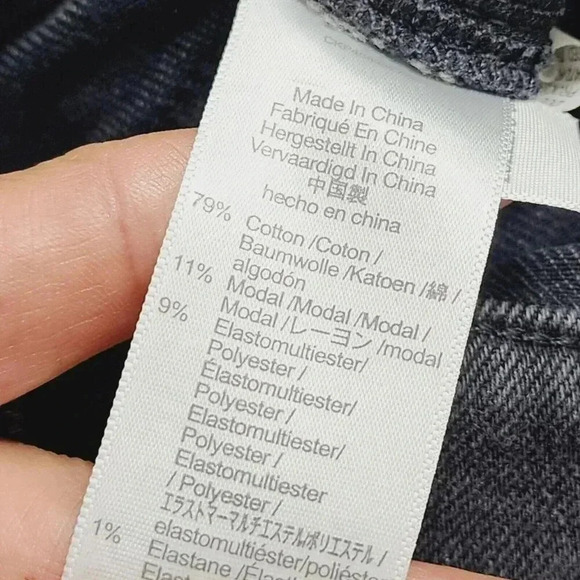 Made In China
Fabriqué En Chine
Hergestellt In China
Vervaardigd In China
中国製
hecho en china
79% Cotton /Coton /
Baumwolle /Katoen /綿 /
algodón
11% Modal /Modal /Modal /
Modal /レーヨン /modal
9% Elastomultiester/
Polyester /
Élastomultiester/
Polyester /
Elastomultiester/
Polyester /
Elastomultiester
/ Polyester /
エラストマーマルチエステル/ポリエステル /
elastomultiéster/poliéster
1% Elastane /Élasthanne